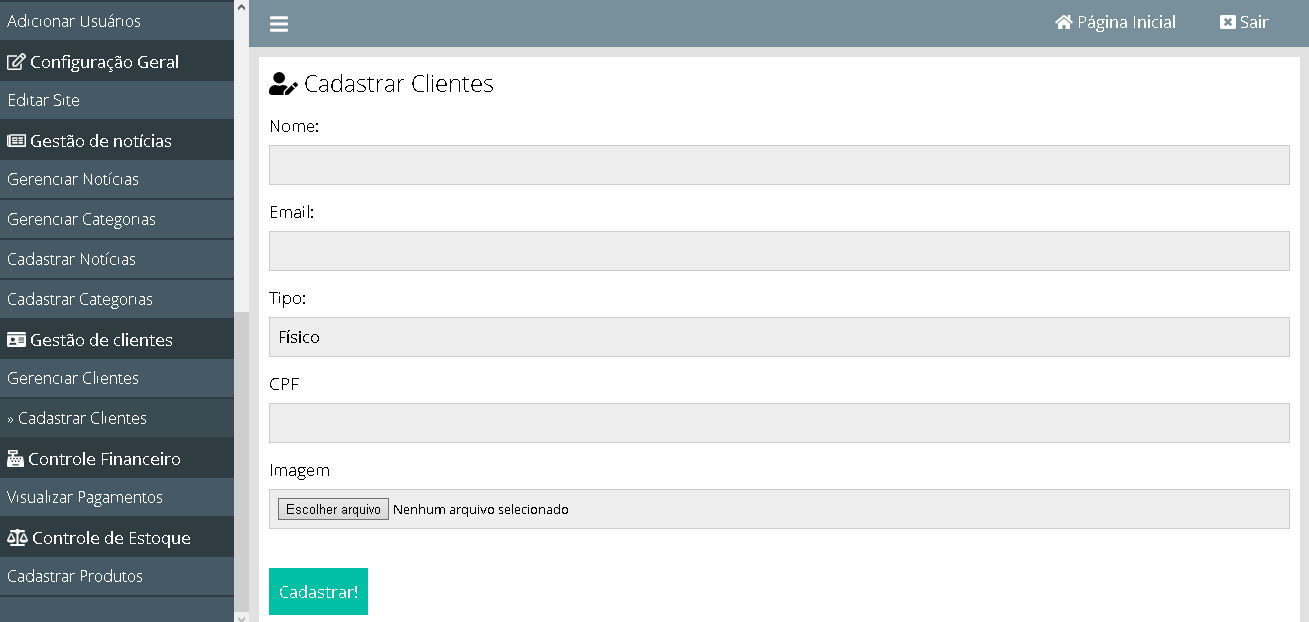 Adicionar Usuários
Configuração Geral
Editar Site
Gestão de notícias
Gerenciar Notícias
Gerenciar Categorias
Cadastrar Notícias
Cadastrar Categorias
Gestão de clientes
Gerenciar Clientes
» Cadastrar Clientes
Controle Financeiro
Visualizar Pagamentos
Controle de Estoque
Cadastrar Produtos
Página Inicial Sair
Cadastrar Clientes
Nome:
Email:
Tipo:
Físico
CPF
Imagem
Escolher arquivo Nenhum arquivo selecionado
Cadastrar!